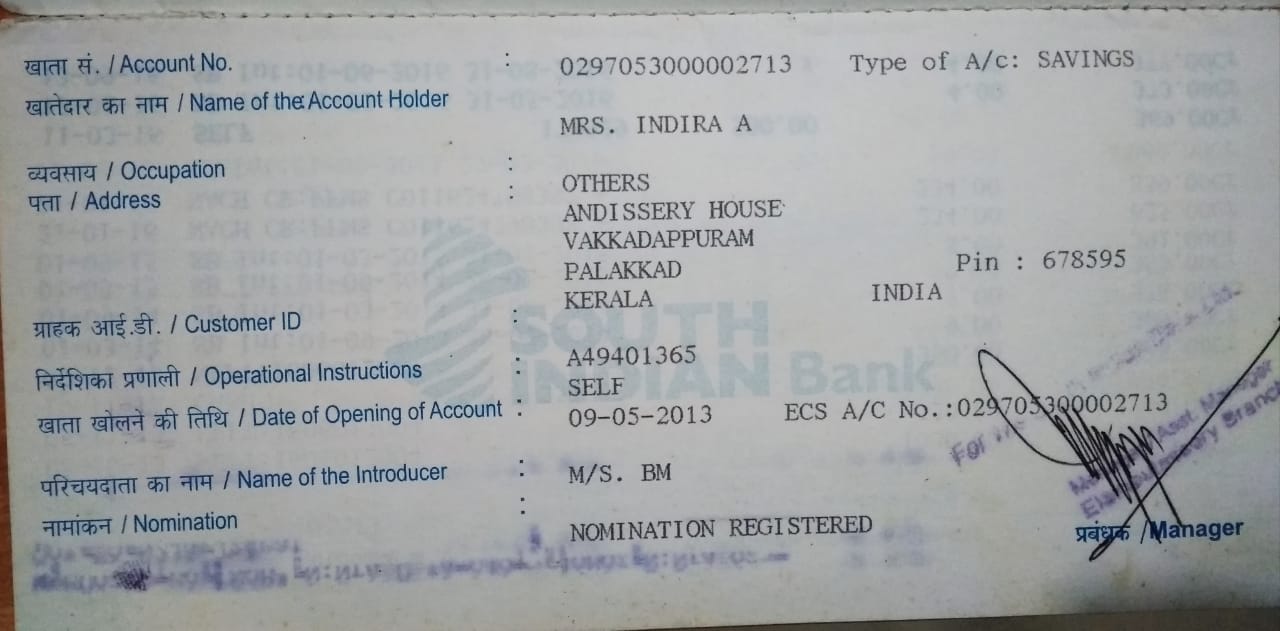 खाता सं. / Account No. : 0297053000002713 Type of A/c: SAVINGS
खातेदार का नाम / Name of the Account Holder :
MRS. INDIRA A
व्यवसाय / Occupation : OTHERS
पता / Address : ANDISSERY HOUSE
VAKKADAPPURAM
PALAKKAD Pin : 678595
KERALA INDIA
ग्राहक आई.डी. / Customer ID : A49401365
निर्देशिका प्रणाली / Operational Instructions : SELF
खाता खोलने की तिथि / Date of Opening of Account : 09-05-2013 ECS A/C No.:029705300002713
परिचयदाता का नाम / Name of the Introducer : M/S. BM
नामांकन / Nomination : NOMINATION REGISTERED
SOUTH
INDIAN Bank
For
Asst. Manager
Branch
प्रबंधक /Manager